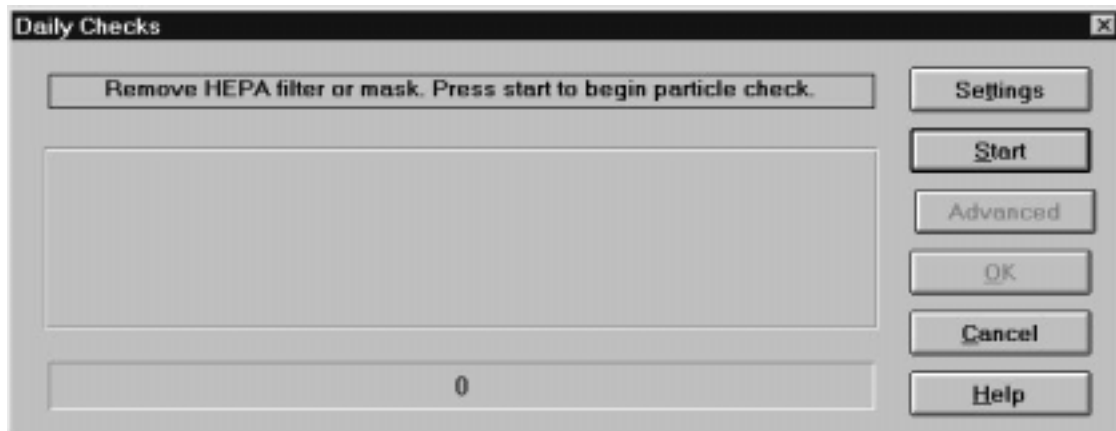 Daily Checks
Remove HEPA filter or mask. Press start to begin particle check.
Settings
Start
Advanced
OK
Cancel
0
Help